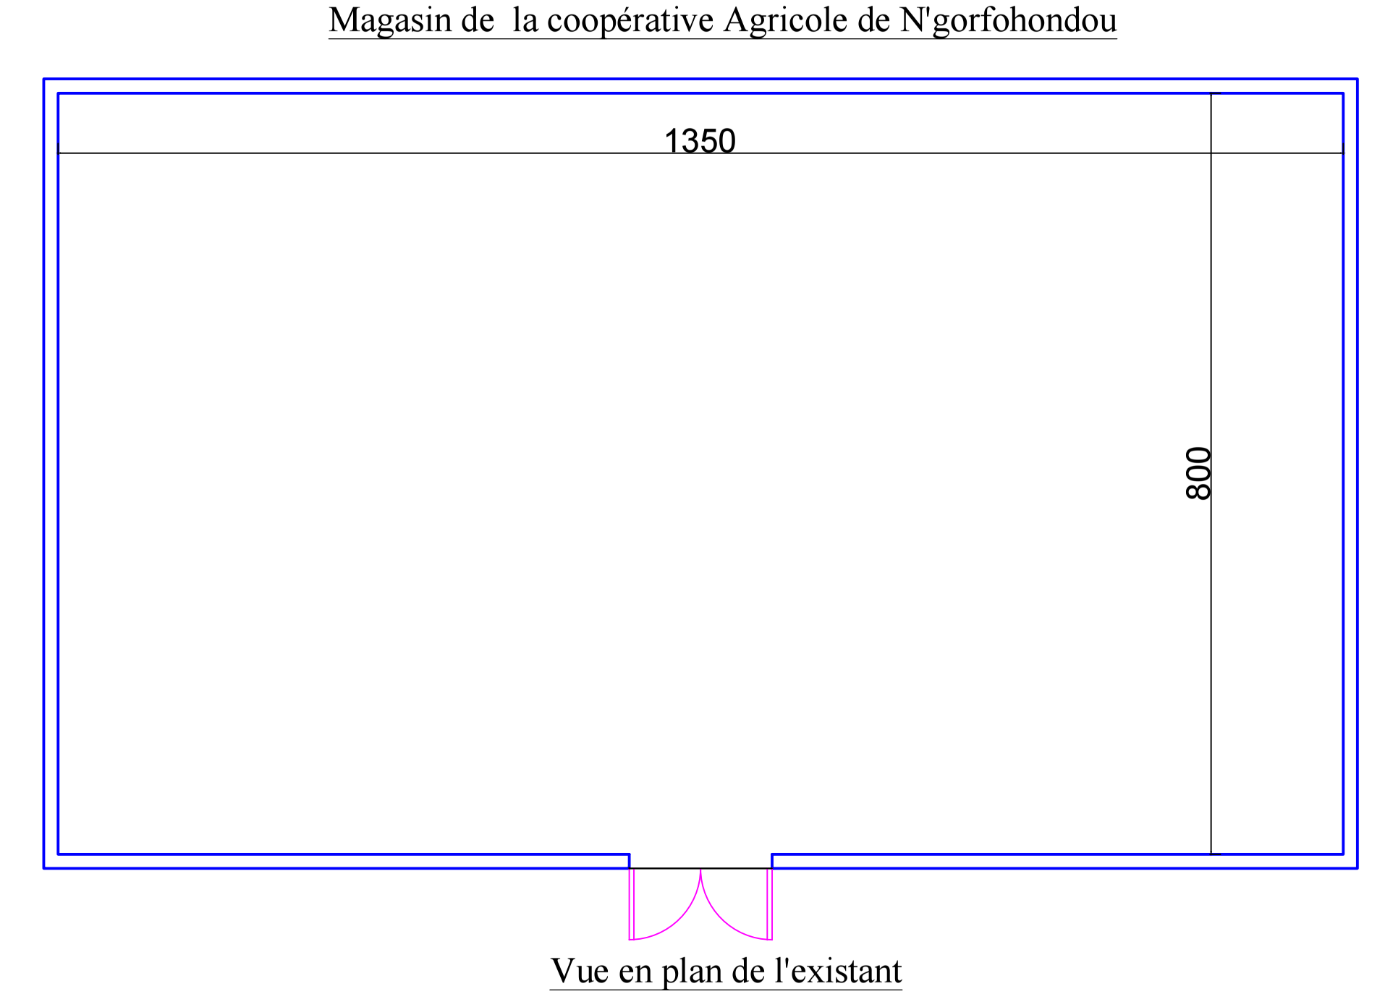 Magasin de  la coopérative Agricole de N'gorfohondou
1350
800
Vue en plan de l'existant